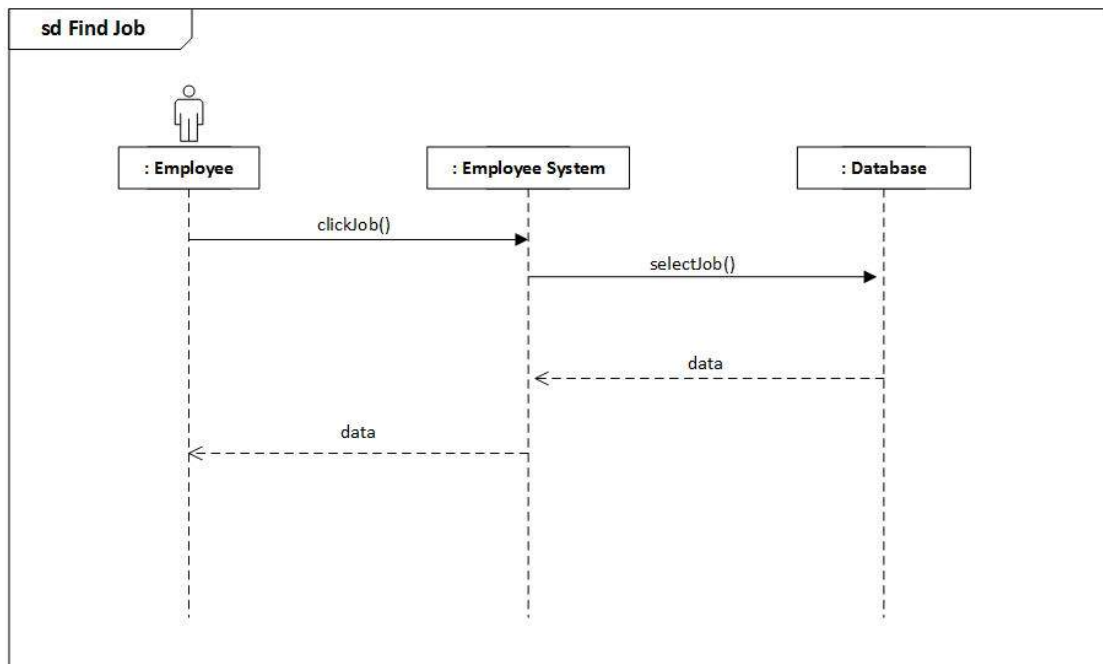 sd Find Job
: Employee
: Employee System
: Database
clickJob()
selectJob()
data
data